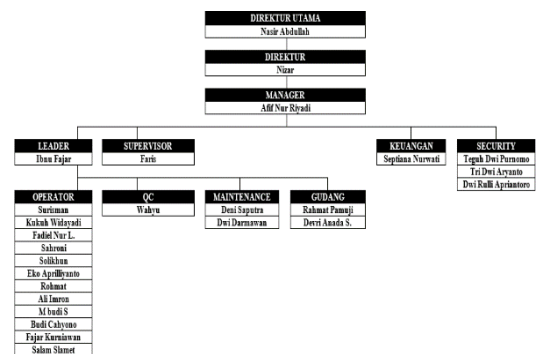 DIREKTUR UTAMA
Nasir Abdullah
DIREKTUR
Nizar
MANAGER
Afif Nur Riyadi
LEADER
Ibnu Fajar
SUPERVISOR
Faris
KEUANGAN
Septiana Nurwati
SECURITY
Teguh Dwi Purnomo
Tri Dwi Aryanto
Dwi Rulli Apriantoro
OPERATOR
Surisman
Kukuh Widayadi
Fadiel Nur L.
Sahroni
Solikhun
Eko Aprilliyanto
Rohmat
Ali Imron
M budi S
Budi Cahyono
Fajar Kurniawan
Salam Slamet
QC
Wahyu
MAINTENANCE
Deni Saputra
Dwi Darmawan
GUDANG
Rahmat Pamuji
Devri Anada S.